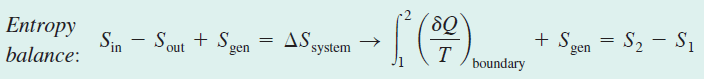 Entropy
balance: S_in − S_out + S_gen = ΔS_system → ∫_1^2 (δQ/T)_boundary + S_gen = S_2 − S_1